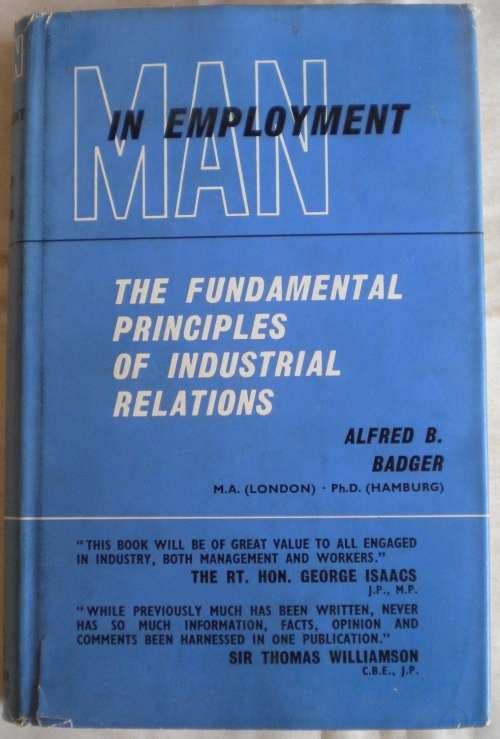 MAN
IN EMPLOYMENT
THE FUNDAMENTAL
PRINCIPLES
OF INDUSTRIAL
RELATIONS
ALFRED B.
BADGER
M.A. (LONDON) · Ph.D. (HAMBURG)
"THIS BOOK WILL BE OF GREAT VALUE TO ALL ENGAGED
IN INDUSTRY, BOTH MANAGEMENT AND WORKERS."
THE RT. HON. GEORGE ISAACS
J.P., M.P.
"WHILE PREVIOUSLY MUCH HAS BEEN WRITTEN, NEVER
HAS SO MUCH INFORMATION, FACTS, OPINION AND
COMMENTS BEEN HARNESSED IN ONE PUBLICATION."
SIR THOMAS WILLIAMSON
C.B.E., J.P.